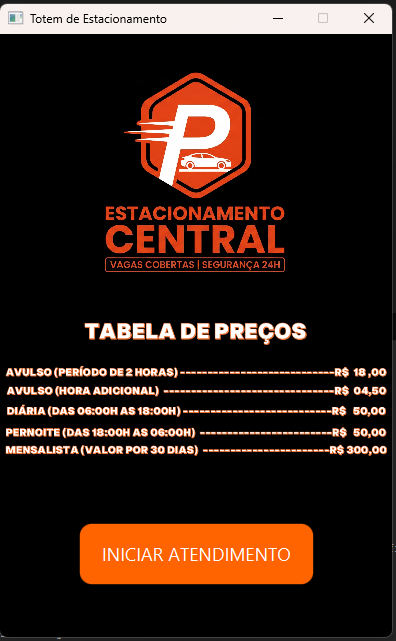 Totem de Estacionamento
P
ESTACIONAMENTO
CENTRAL
VAGAS COBERTAS | SEGURANÇA 24H
TABELA DE PREÇOS
AVULSO (PERÍODO DE 2 HORAS) ----------------------------R$ 18 ,00
AVULSO (HORA ADICIONAL) -------------------------------R$ 04,50
DIÁRIA (DAS 06:00H AS 18:00H) ---------------------------R$ 50,00
PERNOITE (DAS 18:00H AS 06:00H) ------------------------R$ 50,00
MENSALISTA (VALOR POR 30 DIAS) -----------------------R$ 300,00
INICIAR ATENDIMENTO